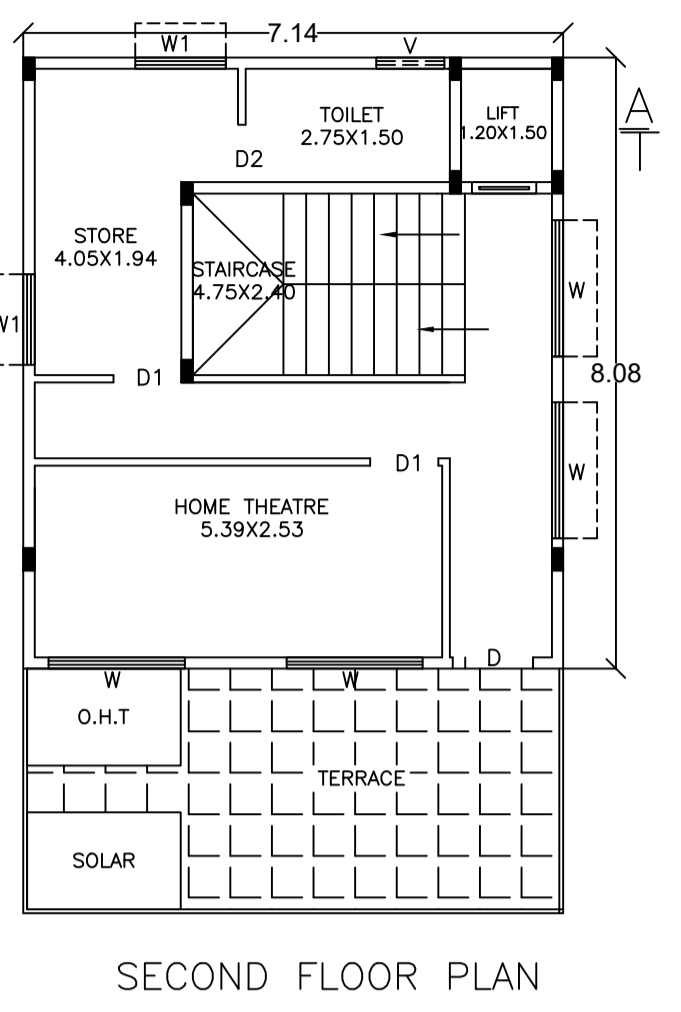 7.14
W1
V
A
TOILET
2.75X1.50
LIFT
1.20X1.50
D2
STORE
4.05X1.94
STAIRCASE
4.75X2.40
W
W1
D1
8.08
W
D1
HOME THEATRE
5.39X2.53
D
W
W
O.H.T
TERRACE
SOLAR
SECOND FLOOR PLAN